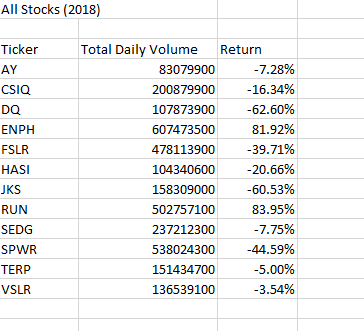 All Stocks (2018)
Ticker Total Daily Volume Return
AY 83079900 -7.28%
CSIQ 200879900 -16.34%
DQ 107873900 -62.60%
ENPH 607473500 81.92%
FSLR 478113900 -39.71%
HASI 104340600 -20.66%
JKS 158309000 -60.53%
RUN 502757100 83.95%
SEDG 237212300 -7.75%
SPWR 538024300 -44.59%
TERP 151434700 -5.00%
VSLR 136539100 -3.54%